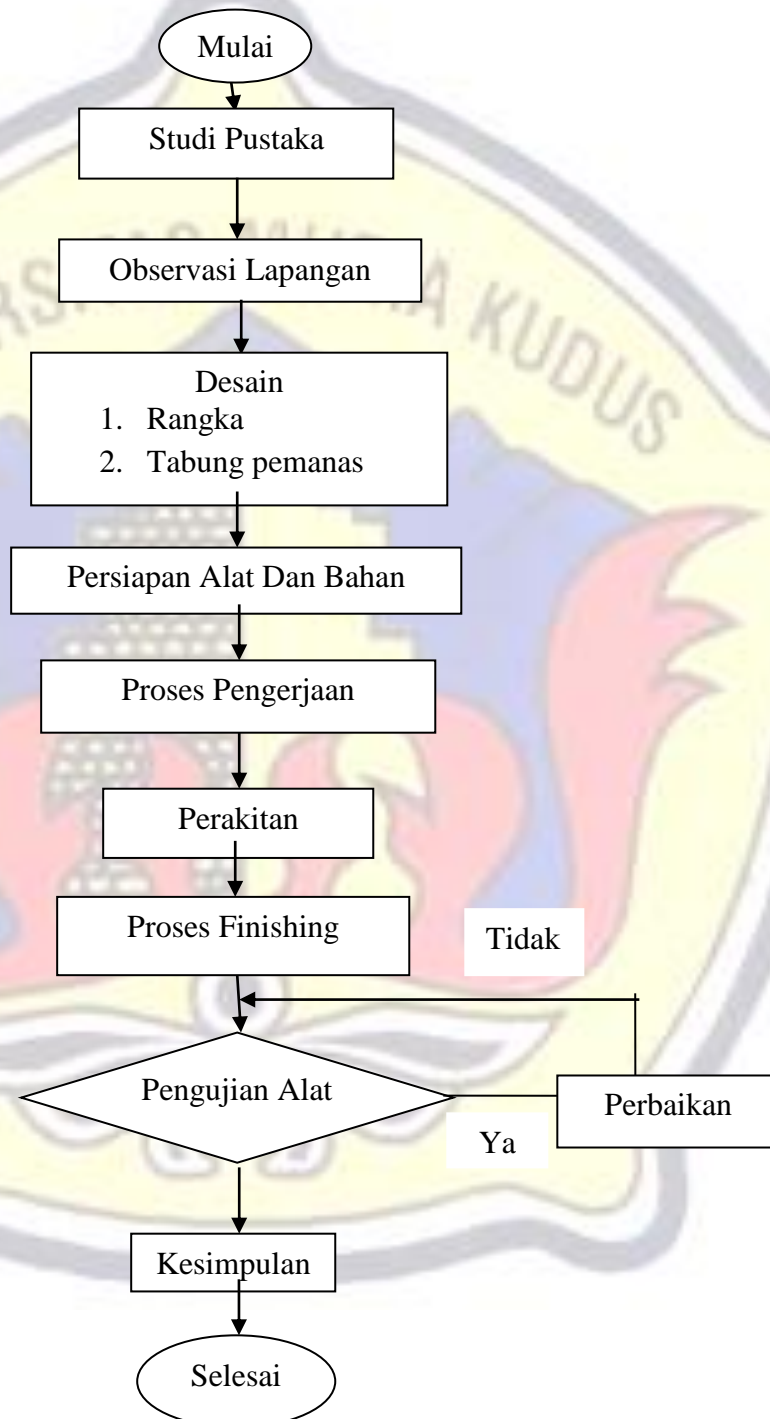 Mulai
Studi Pustaka
Observasi Lapangan
Desain
1. Rangka
2. Tabung pemanas
Persiapan Alat Dan Bahan
Proses Pengerjaan
Perakitan
Proses Finishing
Tidak
Pengujian Alat
Perbaikan
Ya
Kesimpulan
Selesai
KUDUS